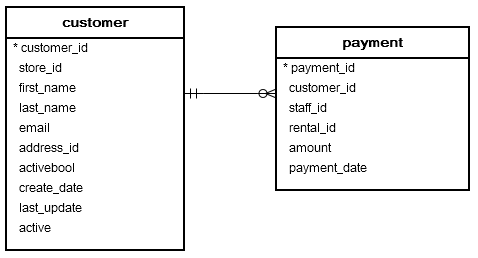 customer
* customer_id
store_id
first_name
last_name
email
address_id
activebool
create_date
last_update
active
payment
* payment_id
customer_id
staff_id
rental_id
amount
payment_date